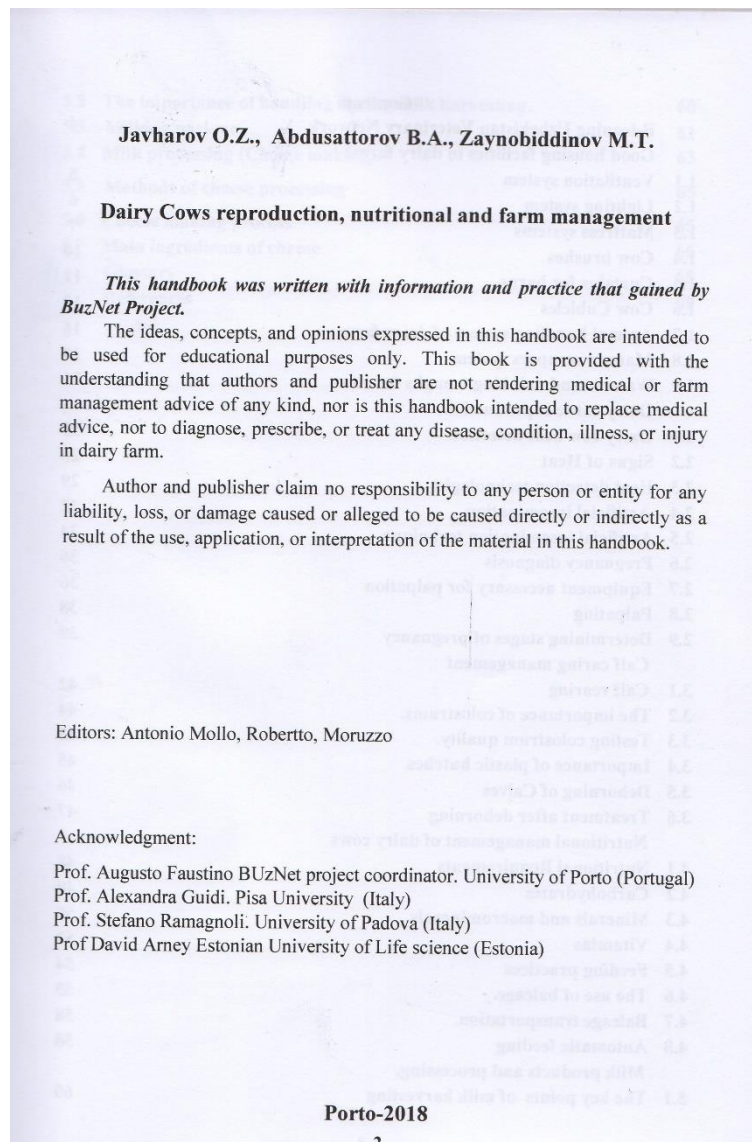 Javharov O.Z., Abdusattorov B.A., Zaynobiddinov M.T.
Dairy Cows reproduction, nutritional and farm management
This handbook was written with information and practice that gained by
BuzNet Project.
The ideas, concepts, and opinions expressed in this handbook are intended to
be used for educational purposes only. This book is provided with the
understanding that authors and publisher are not rendering medical or farm
management advice of any kind, nor is this handbook intended to replace medical
advice, nor to diagnose, prescribe, or treat any disease, condition, illness, or injury
in dairy farm.
Author and publisher claim no responsibility to any person or entity for any
liability, loss, or damage caused or alleged to be caused directly or indirectly as a
result of the use, application, or interpretation of the material in this handbook.
Editors: Antonio Mollo, Robertto, Moruzzo
Acknowledgment:
Prof. Augusto Faustino BUzNet project coordinator. University of Porto (Portugal)
Prof. Alexandra Guidi. Pisa University (Italy)
Prof. Stefano Ramagnoli. University of Padova (Italy)
Prof David Arney Estonian University of Life science (Estonia)
Porto-2018
2